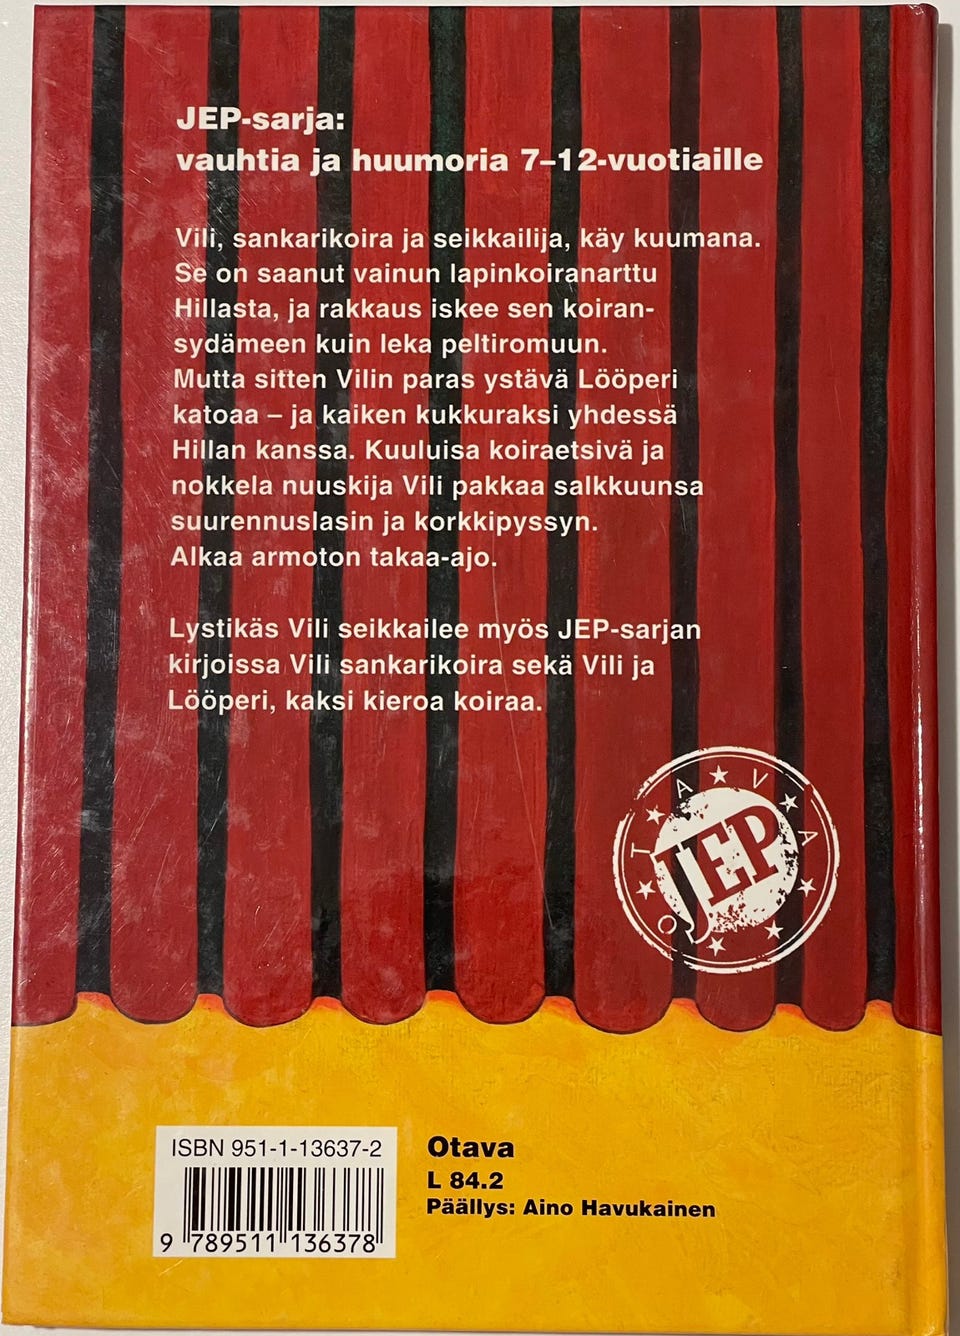 JEP-sarja:
vauhtia ja huumoria 7–12-vuotiaille
Vili, sankarikoira ja seikkailija, käy kuumana.
Se on saanut vainun lapinkoiranarttu
Hillasta, ja rakkaus iskee sen koiran-
sydämeen kuin leka peltiromuun.
Mutta sitten Vilin paras ystävä Lööperi
katoaa – ja kaiken kukkuraksi yhdessä
Hillan kanssa. Kuuluisa koiraetsivä ja
nokkela nuuskija Vili pakkaa salkkuunsa
suurennuslasin ja korkkipyssyn.
Alkaa armoton takaa-ajo.
Lystikäs Vili seikkailee myös JEP-sarjan
kirjoissa Vili sankarikoira sekä Vili ja
Lööperi, kaksi kieroa koiraa.
OTAVA
JEP
ISBN 951-1-13637-2
9 789511 136378
Otava
L 84.2
Päällys: Aino Havukainen